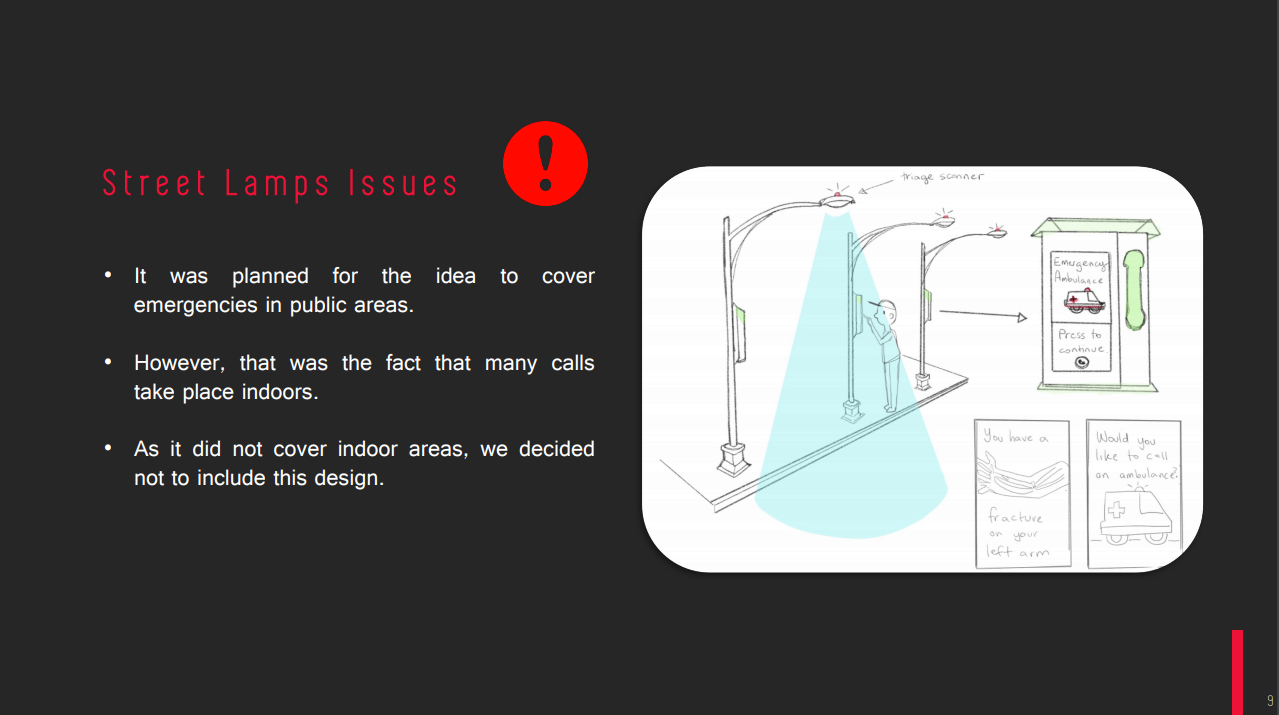 Street Lamps Issues
• It was planned for the idea to cover
emergencies in public areas.
• However, that was the fact that many calls
take place indoors.
• As it did not cover indoor areas, we decided
not to include this design.
triage scanner
Emergency
Ambulance
Press to
continue.
You have a
fracture
on your
left arm
Would you
like to call
an ambulance?
9